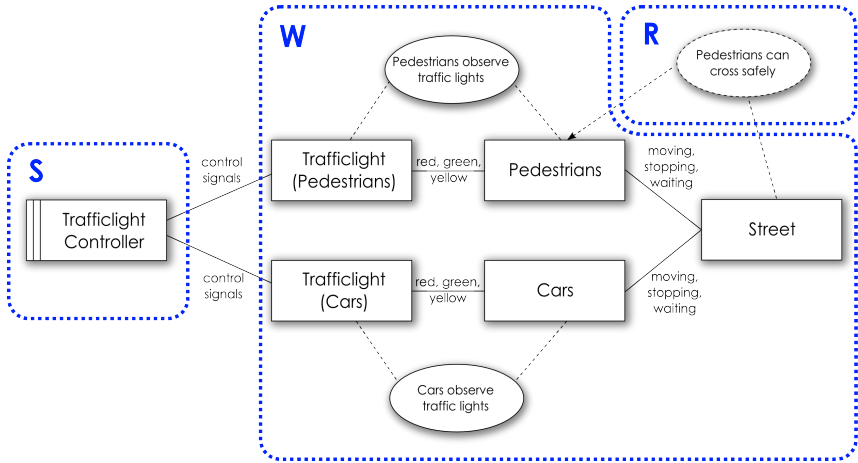 W
R
Pedestrians observe
traffic lights
Pedestrians can
cross safely
S
control
signals
Trafficlight
(Pedestrians)
red, green,
yellow
Pedestrians
moving,
stopping,
waiting
Trafficlight
Controller
Street
control
signals
Trafficlight
(Cars)
red, green,
yellow
Cars
moving,
stopping,
waiting
Cars observe
traffic lights